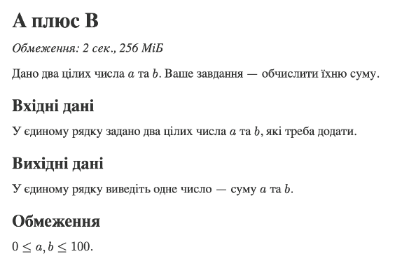 А плюс В
Обмеження: 2 сек., 256 МіБ
Дано два цілих числа a та b. Ваше завдання — обчислити їхню суму.
Вхідні дані
У єдиному рядку задано два цілих числа a та b, які треба додати.
Вихідні дані
У єдиному рядку виведіть одне число — суму a та b.
Обмеження
0 ≤ a, b ≤ 100.